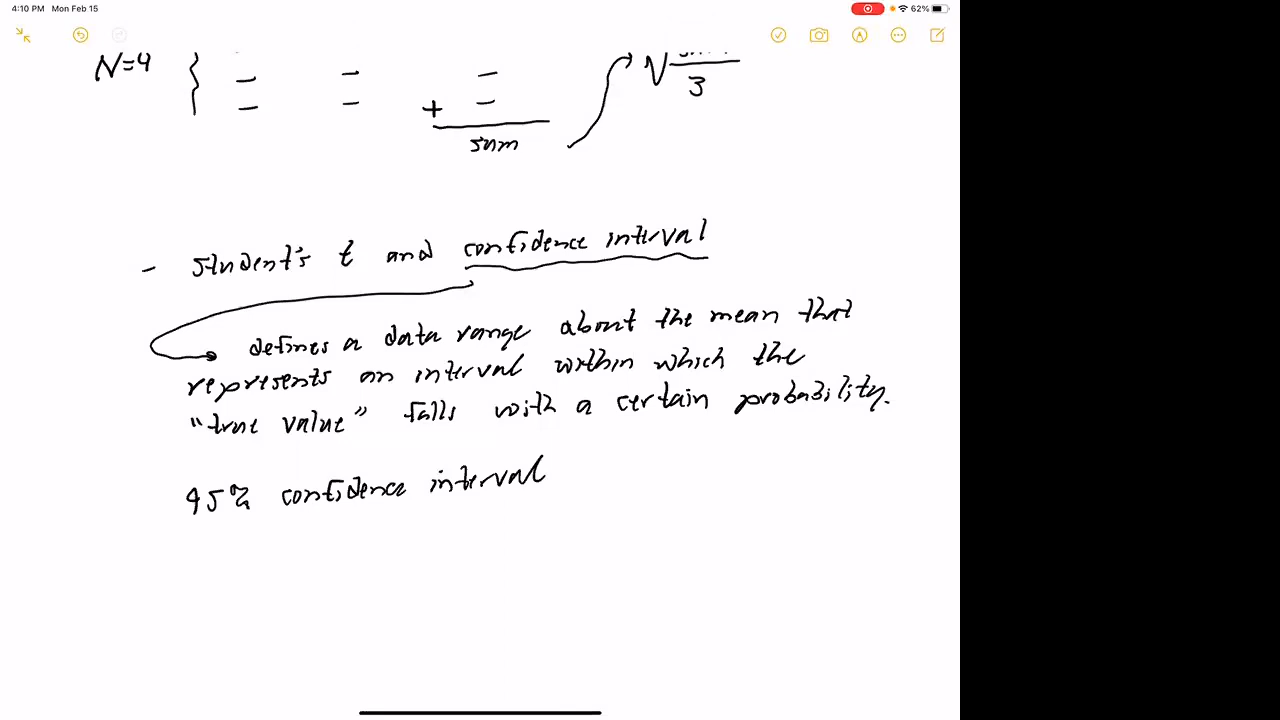 4:10 PM Mon Feb 15
62%
N=4
3
+
sum
- student's t and confidence interval
defines a data range about the mean that
represents an interval within which the
"true value" falls with a certain probability.
95% confidence interval